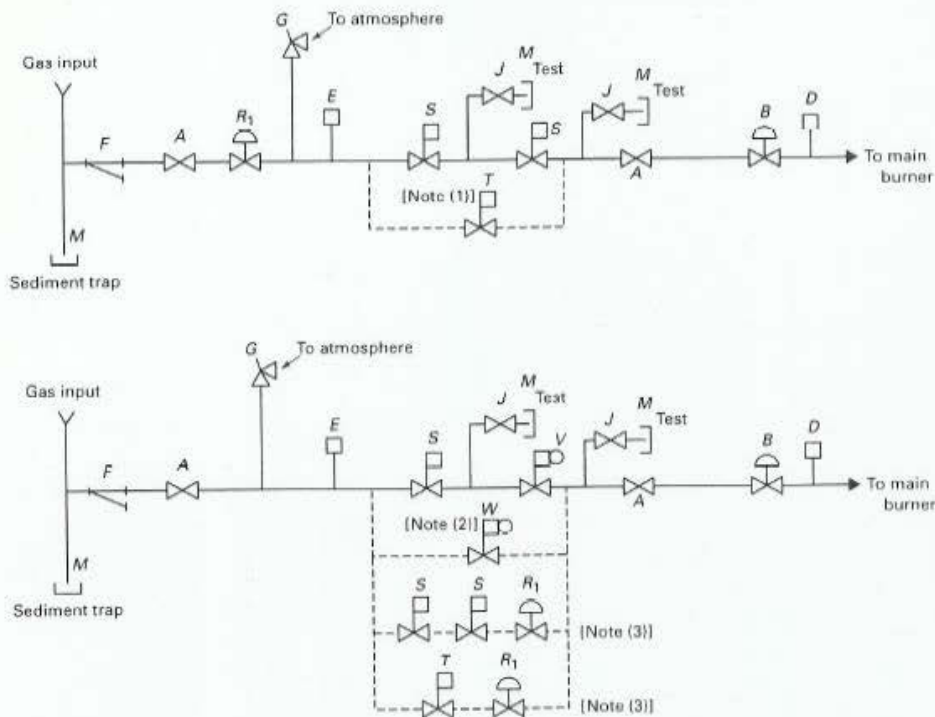 G
To atmosphere
Gas input
E
S
J
M
Test
J
M
Test
B
D
F
A
R1
S
A
To main
burner
[Note (1)]
T
M
Sediment trap
G
To atmosphere
Gas input
E
S
J
M
Test
V
J
M
Test
B
D
F
A
A
To main
burner
[Note (2)]
W
M
Sediment trap
S
S
R1
[Note (3)]
T
R1
[Note (3)]